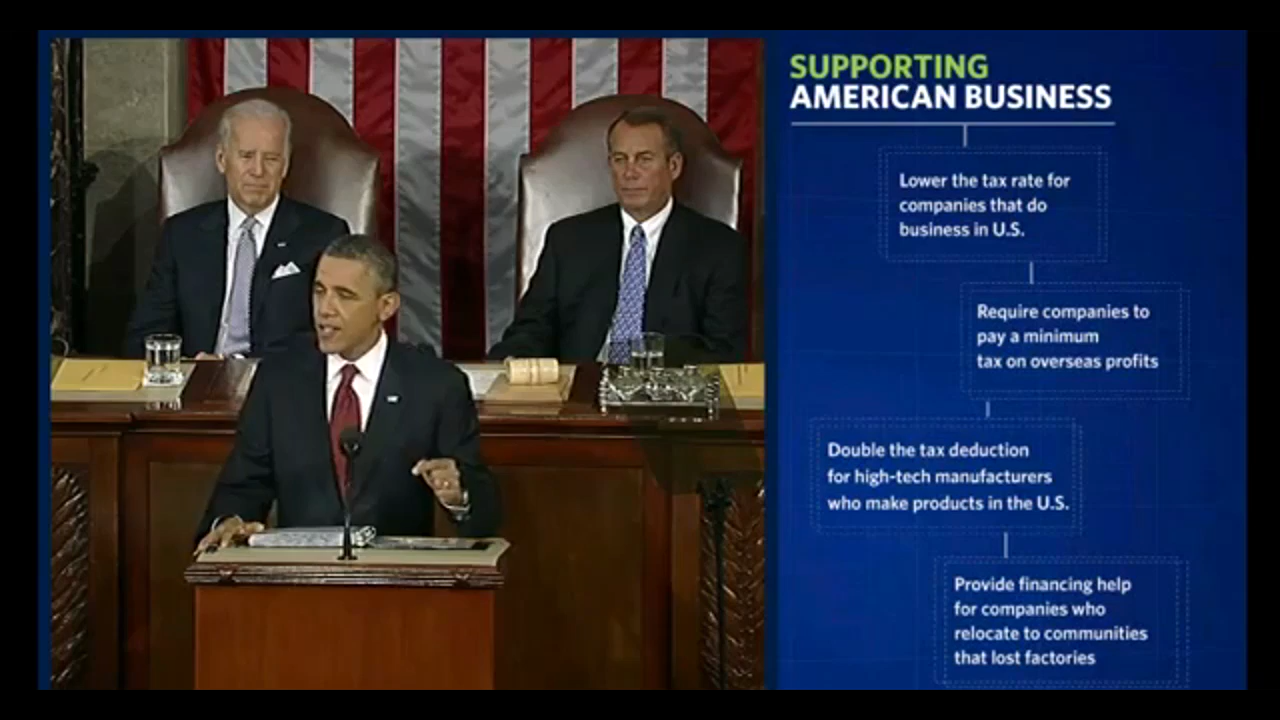 SUPPORTING
AMERICAN BUSINESS
Lower the tax rate for
companies that do
business in U.S.
Require companies to
pay a minimum
tax on overseas profits
Double the tax deduction
for high-tech manufacturers
who make products in the U.S.
Provide financing help
for companies who
relocate to communities
that lost factories